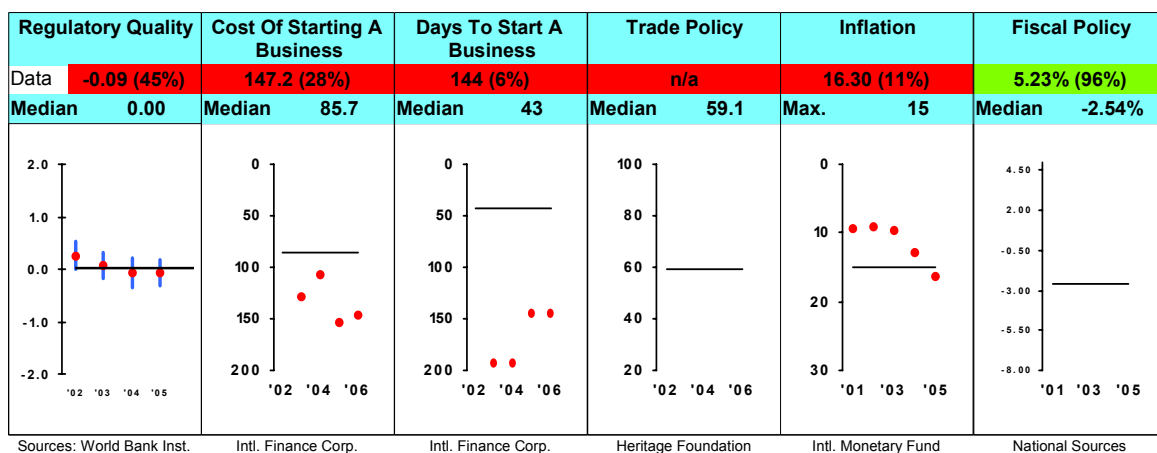 Regulatory Quality
Cost Of Starting A
Business
Days To Start A
Business
Trade Policy
Inflation
Fiscal Policy
Data -0.09 (45%) 147.2 (28%) 144 (6%) n/a 16.30 (11%) 5.23% (96%)
Median 0.00 Median 85.7 Median 43 Median 59.1 Max. 15 Median -2.54%
2.0
1.0
0.0
-1.0
-2.0
'02 '03 '04 '05
0
50
100
150
200
'02 '04 '06
0
50
100
150
200
'02 '04 '06
100
80
60
40
20
'02 '04 '06
0
10
20
30
'01 '03 '05
4.50
2.00
-0.50
-3.00
-5.50
-8.00
'01 '03 '05
Sources: World Bank Inst. Intl. Finance Corp. Intl. Finance Corp. Heritage Foundation Intl. Monetary Fund National Sources